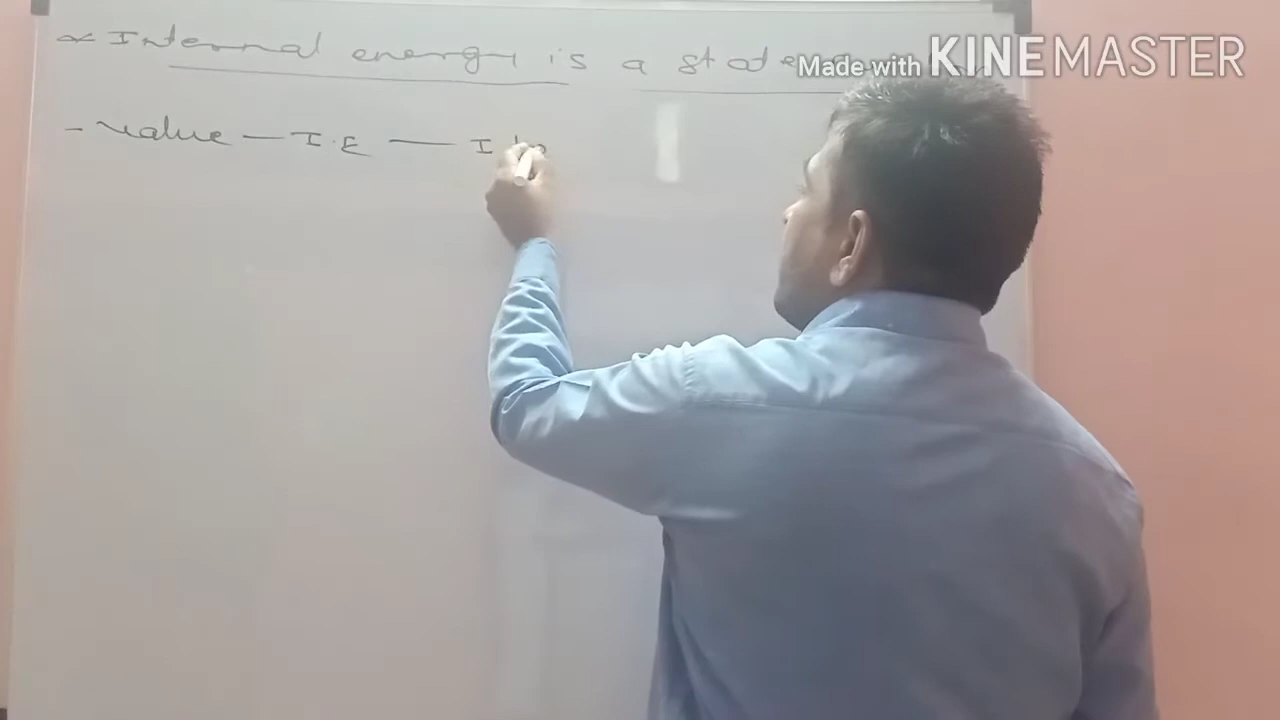 * Internal energy is a state
Made with KINEMASTER
- value — I.E — I